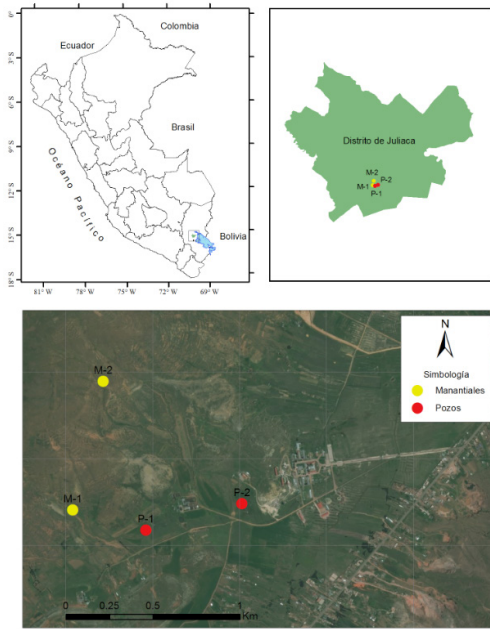 Colombia
Ecuador
Brasil
Océano Pacífico
Bolivia
0°
3°S
6°S
9°S
12°S
15°S
18°S
81° W
78° W
75° W
72° W
69° W
Distrito de Juliaca
M-2
P-2
M-1
P-1
N
Simbología
Manantiales
Pozos
M-2
M-1
P-1
P-2
0 0.25 0.5 1
Km